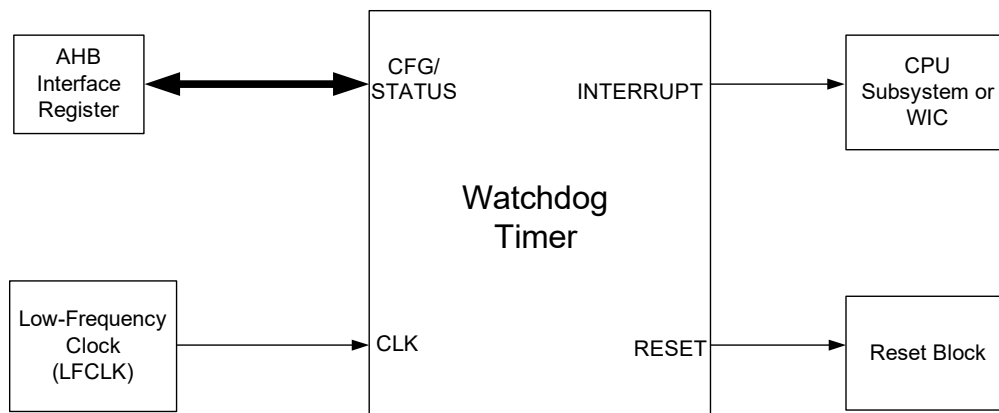 AHB
Interface
Register
CFG/
STATUS
INTERRUPT
CPU
Subsystem or
WIC
Watchdog
Timer
Low-Frequency
Clock
(LFCLK)
CLK
RESET
Reset Block